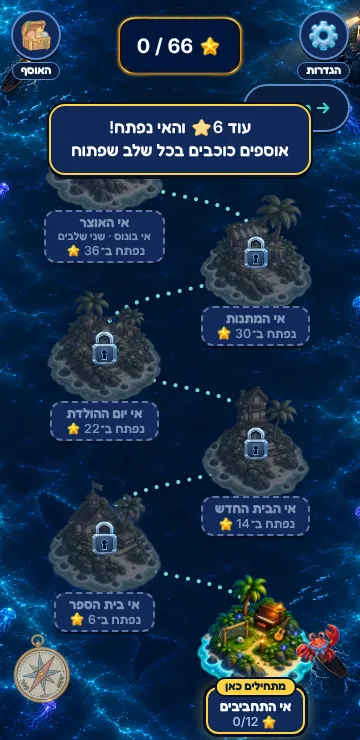 0 / 66
האוסף
הגדרות
עוד 6 והאי נפתח!
אוספים כוכבים בכל שלב שפתוח
אי האוצר
אי בונוס · שני שלבים
נפתח ב־36
אי המתנות
נפתח ב־30
אי יום ההולדת
נפתח ב־22
אי הבית החדש
נפתח ב־14
אי בית הספר
נפתח ב־6
מתחילים כאן
אי התחביבים
0/12